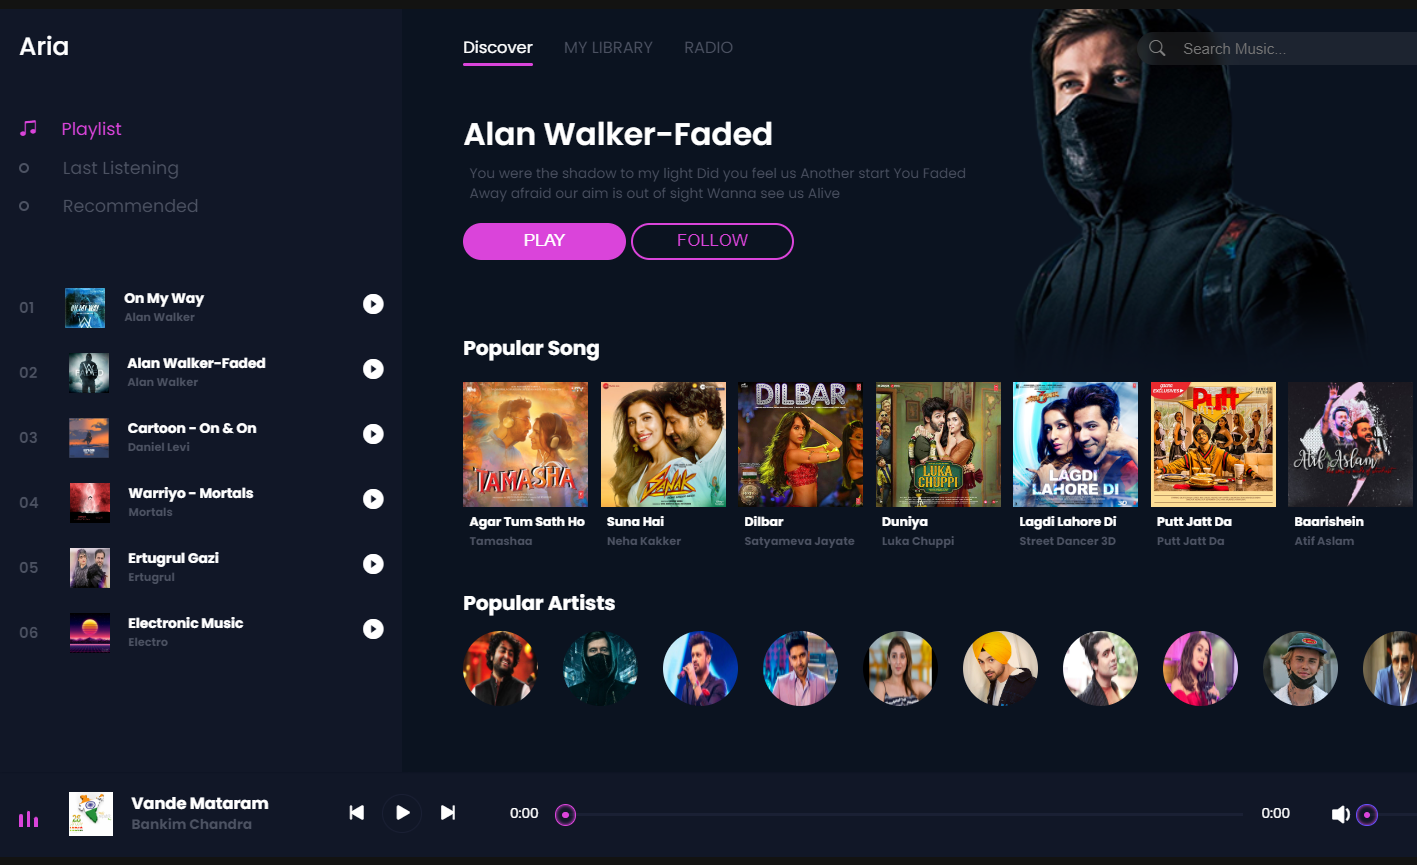 Aria
Discover MY LIBRARY RADIO
Search Music...
Playlist
Last Listening
Recommended
Alan Walker-Faded
You were the shadow to my light Did you feel us Another start You Faded
Away afraid our aim is out of sight Wanna see us Alive
PLAY FOLLOW
01 On My Way
Alan Walker
02 Alan Walker-Faded
Alan Walker
03 Cartoon - On & On
Daniel Levi
04 Warriyo - Mortals
Mortals
05 Ertugrul Gazi
Ertugrul
06 Electronic Music
Electro
Popular Song
TAMASHA
SANAK
DILBAR
LUKA
CHUPPI
LAGDI
LAHORE DI
Putt
Atif Aslam
Agar Tum Sath Ho
Tamashaa
Suna Hai
Neha Kakker
Dilbar
Satyameva Jayate
Duniya
Luka Chuppi
Lagdi Lahore Di
Street Dancer 3D
Putt Jatt Da
Putt Jatt Da
Baarishein
Atif Aslam
Popular Artists
Vande Mataram
Bankim Chandra
0:00 0:00